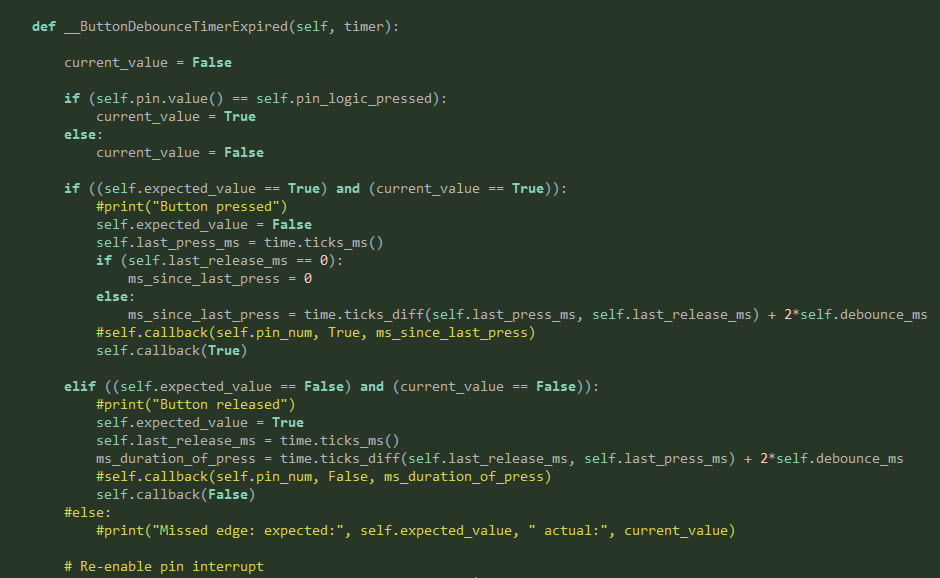 def __ButtonDebounceTimerExpired(self, timer):
current_value = False
if (self.pin.value() == self.pin_logic_pressed):
current_value = True
else:
current_value = False
if ((self.expected_value == True) and (current_value == True)):
#print("Button pressed")
self.expected_value = False
self.last_press_ms = time.ticks_ms()
if (self.last_release_ms == 0):
ms_since_last_press = 0
else:
ms_since_last_press = time.ticks_diff(self.last_press_ms, self.last_release_ms) + 2*self.debounce_ms
#self.callback(self.pin_num, True, ms_since_last_press)
self.callback(True)
elif ((self.expected_value == False) and (current_value == False)):
#print("Button released")
self.expected_value = True
self.last_release_ms = time.ticks_ms()
ms_duration_of_press = time.ticks_diff(self.last_release_ms, self.last_press_ms) + 2*self.debounce_ms
#self.callback(self.pin_num, False, ms_duration_of_press)
self.callback(False)
#else:
#print("Missed edge: expected:", self.expected_value, " actual:", current_value)
# Re-enable pin interrupt